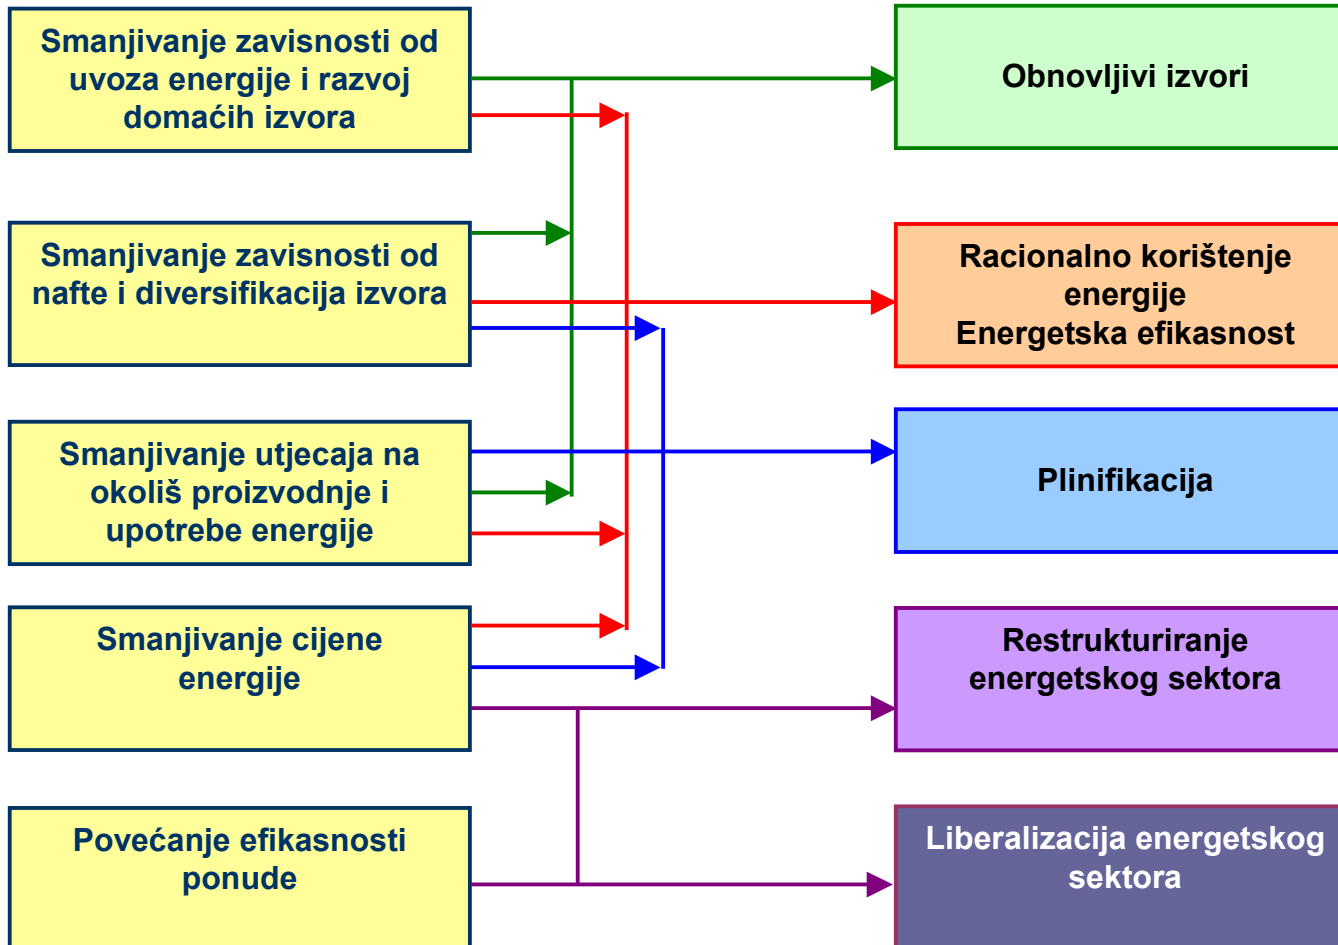 Smanjivanje zavisnosti od
uvoza energije i razvoj
domaćih izvora
Obnovljivi izvori
Smanjivanje zavisnosti od
nafte i diversifikacija izvora
Racionalno korištenje
energije
Energetska efikasnost
Smanjivanje utjecaja na
okoliš proizvodnje i
upotrebe energije
Plinifikacija
Smanjivanje cijene
energije
Restrukturiranje
energetskog sektora
Povećanje efikasnosti
ponude
Liberalizacija energetskog
sektora